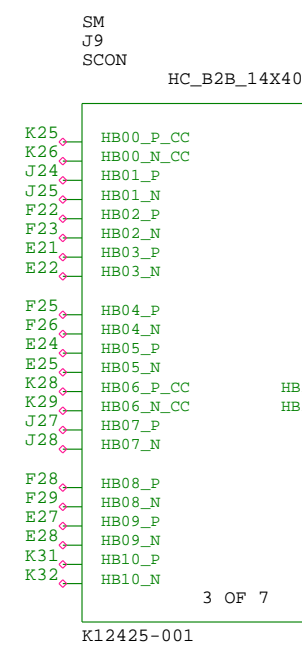 SM
J9
SCON
HC_B2B_14X40
K25 HB00_P_CC
K26 HB00_N_CC
J24 HB01_P
J25 HB01_N
F22 HB02_P
F23 HB02_N
E21 HB03_P
E22 HB03_N
F25 HB04_P
F26 HB04_N
E24 HB05_P
E25 HB05_N
K28 HB06_P_CC HB
K29 HB06_N_CC HB
J27 HB07_P
J28 HB07_N
F28 HB08_P
F29 HB08_N
E27 HB09_P
E28 HB09_N
K31 HB10_P
K32 HB10_N
3 OF 7
K12425-001